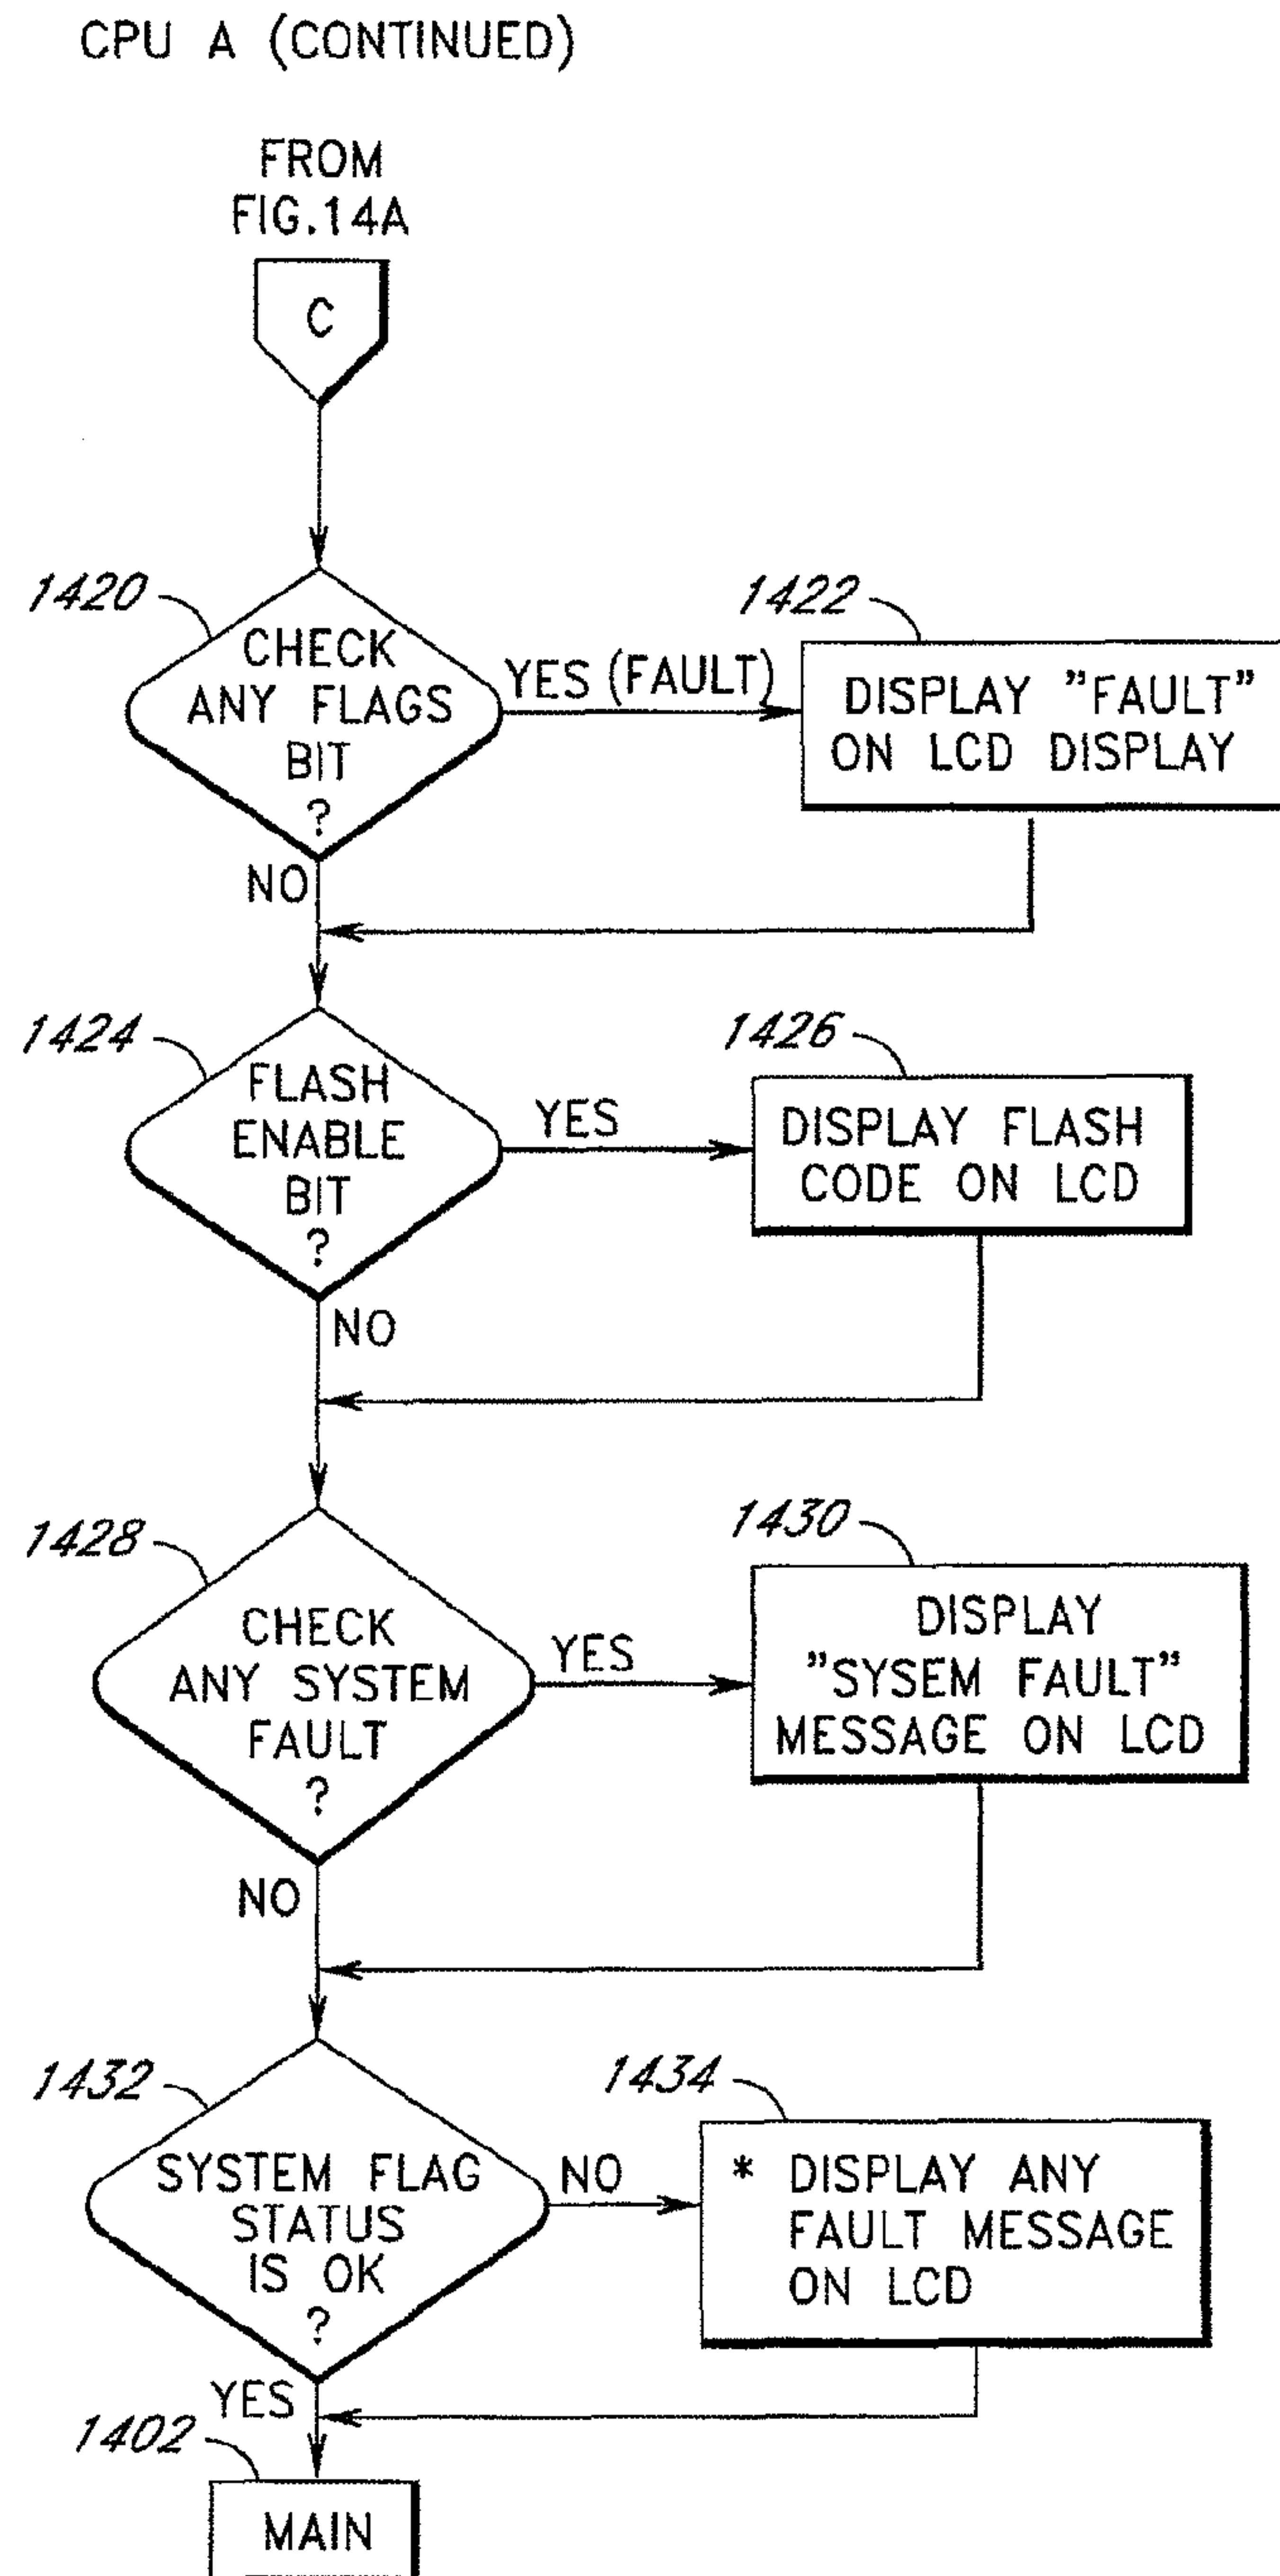 CPU A (CONTINUED)
FROM
FIG.14A
C
1420
CHECK
ANY FLAGS
BIT
?
YES (FAULT)
1422
DISPLAY "FAULT"
ON LCD DISPLAY
NO
1424
FLASH
ENABLE
BIT
?
YES
1426
DISPLAY FLASH
CODE ON LCD
NO
1428
CHECK
ANY SYSTEM
FAULT
?
YES
1430
DISPLAY
"SYSEM FAULT"
MESSAGE ON LCD
NO
1432
SYSTEM FLAG
STATUS
IS OK
?
NO
1434
* DISPLAY ANY
FAULT MESSAGE
ON LCD
YES
1402
MAIN